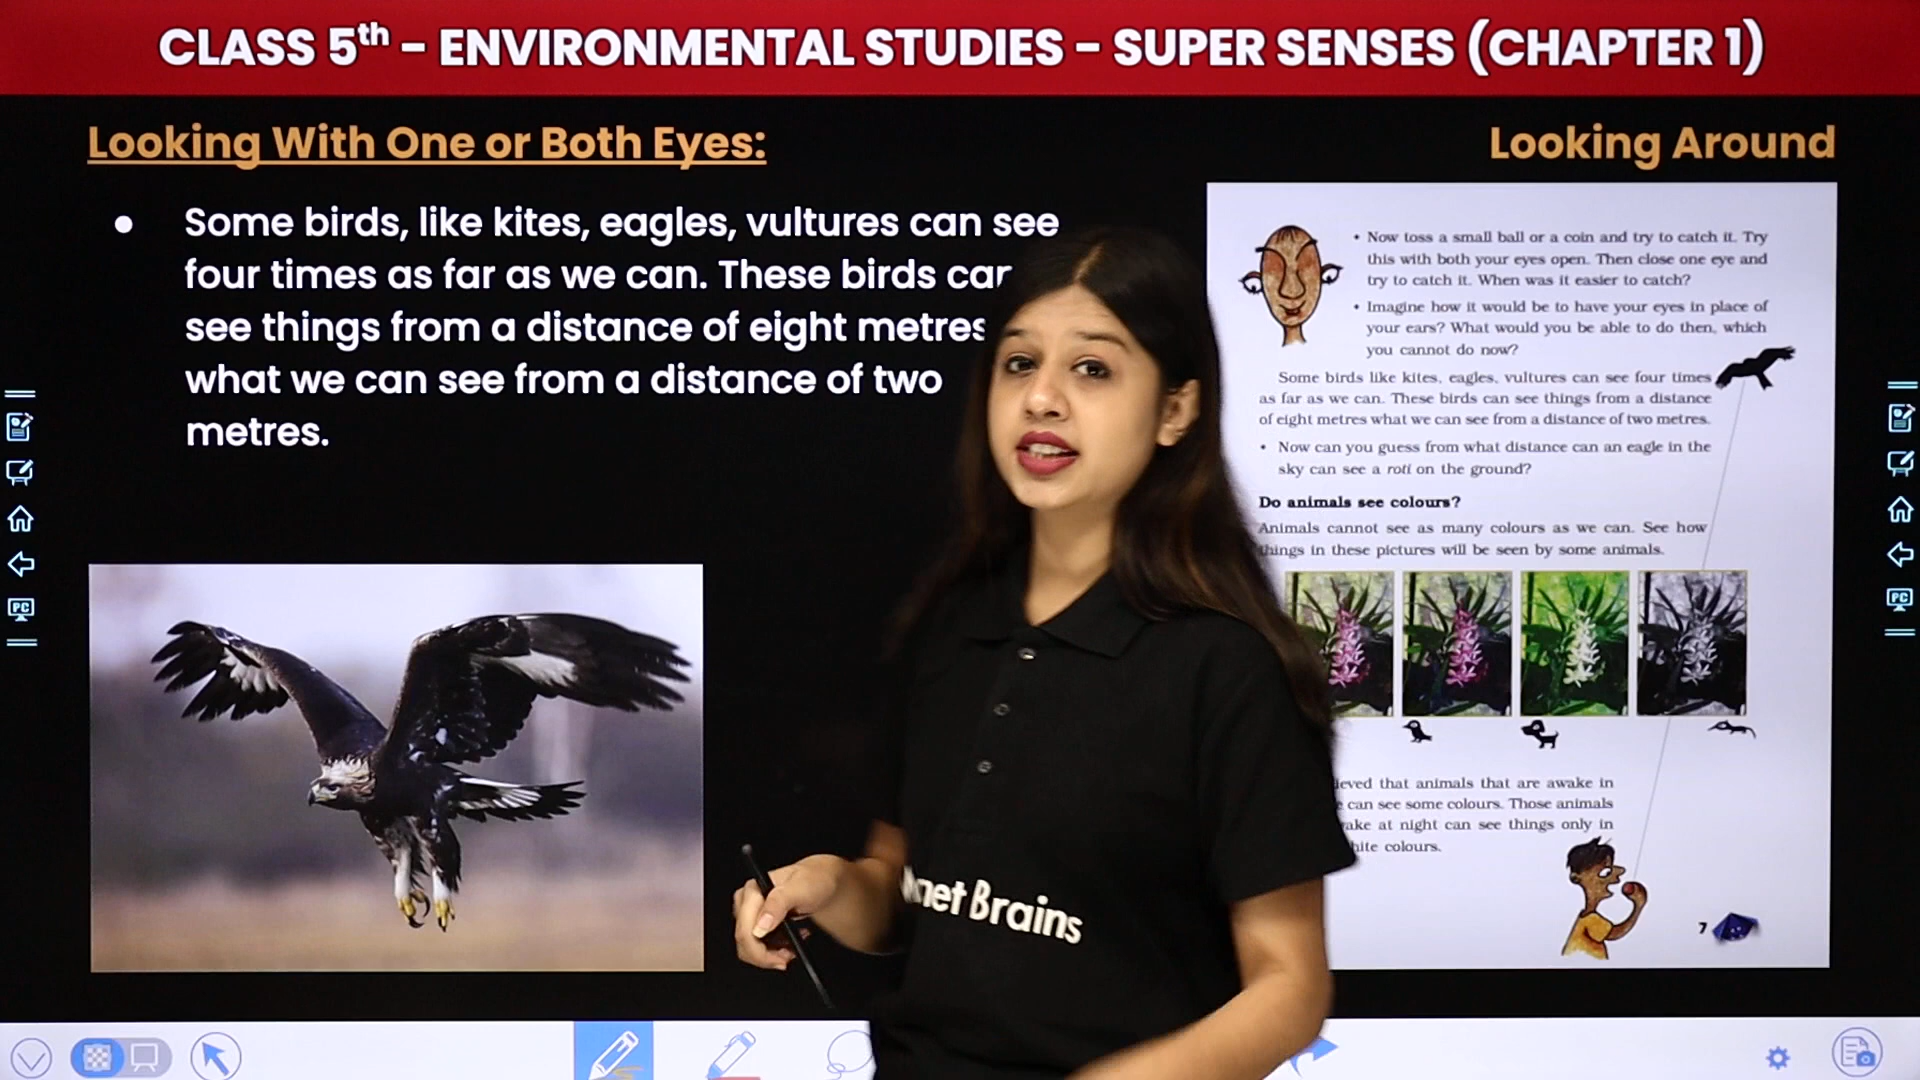 CLASS 5th - ENVIRONMENTAL STUDIES - SUPER SENSES (CHAPTER 1)
Looking With One or Both Eyes:
● Some birds, like kites, eagles, vultures can see
four times as far as we can. These birds can
see things from a distance of eight metres
what we can see from a distance of two
metres.
Looking Around
• Now toss a small ball or a coin and try to catch it. Try
this with both your eyes open. Then close one eye and
try to catch it. When was it easier to catch?
• Imagine how it would be to have your eyes in place of
your ears? What would you be able to do then, which
you cannot do now?
Some birds like kites, eagles, vultures can see four times
as far as we can. These birds can see things from a distance
of eight metres what we can see from a distance of two metres.
• Now can you guess from what distance can an eagle in the
sky can see a roti on the ground?
Do animals see colours?
Animals cannot see as many colours as we can. See how
things in these pictures will be seen by some animals.
that animals that are awake in
can see some colours. Those animals
at night can see things only in
colours.
7
Brains
PC
PC